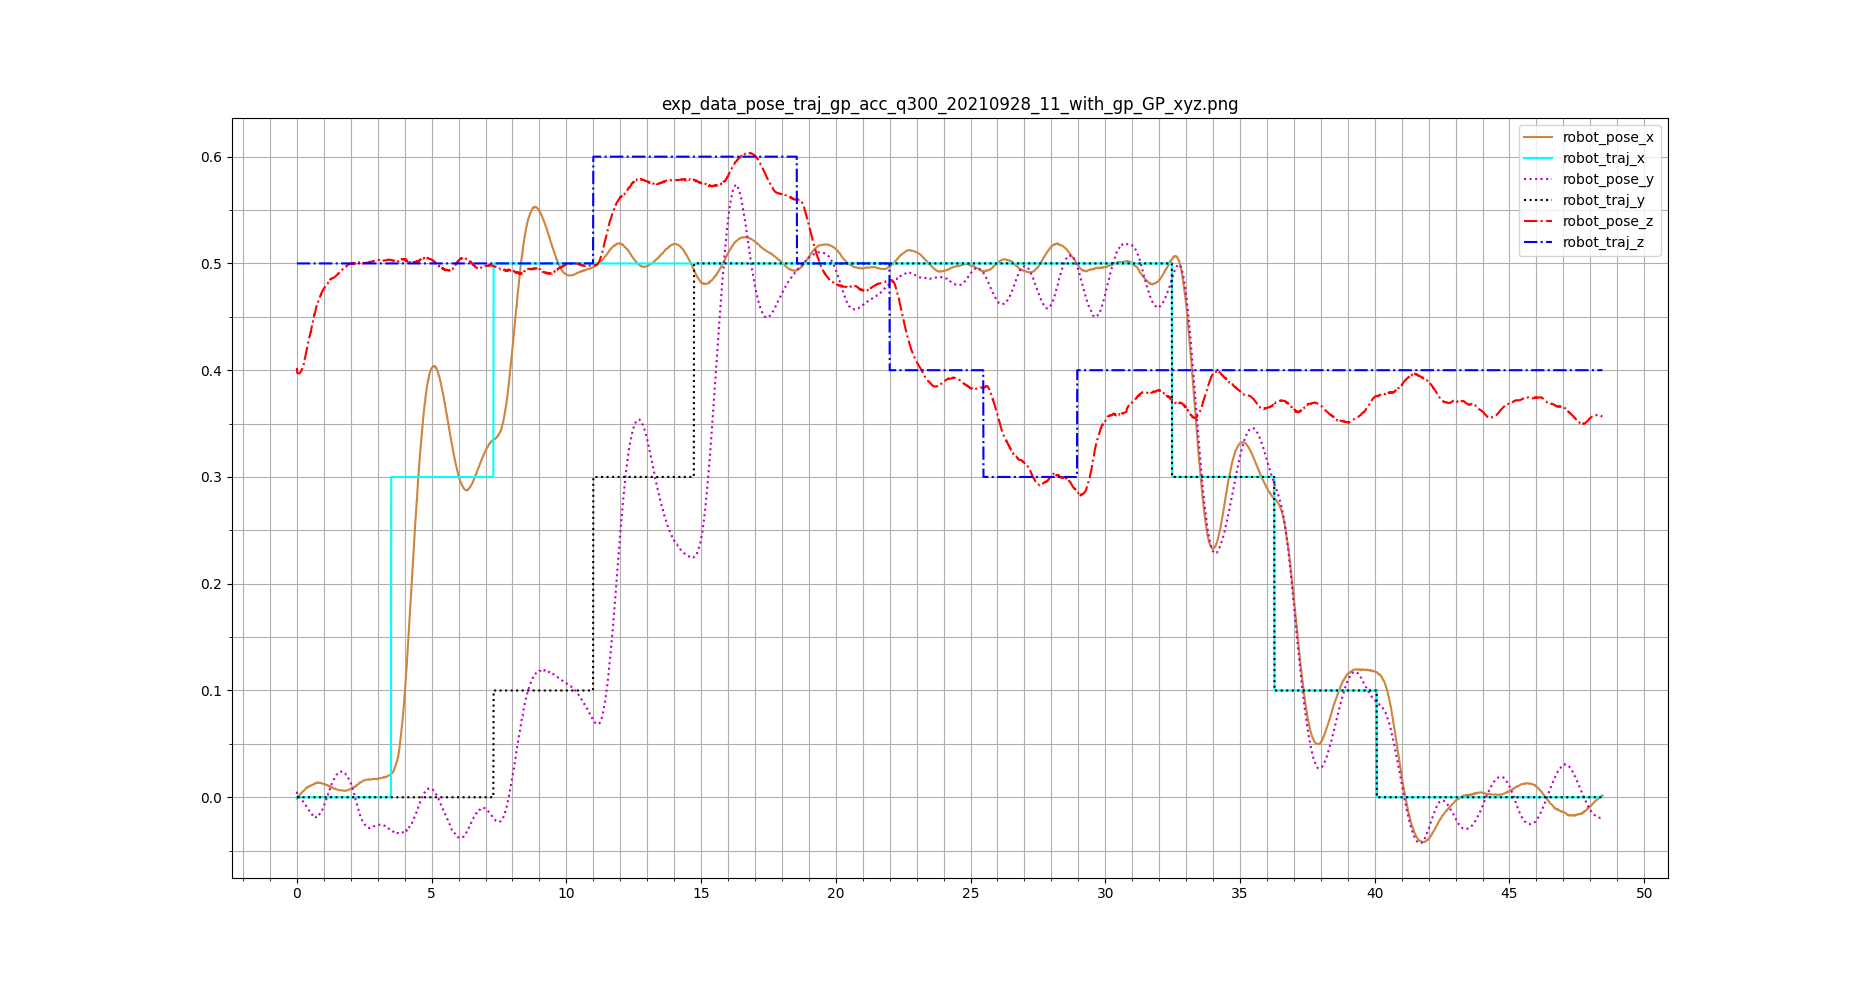 exp_data_pose_traj_gp_acc_q300_20210928_11_with_gp_GP_xyz.png
robot_pose_x
robot_traj_x
robot_pose_y
robot_traj_y
robot_pose_z
robot_traj_z
0.6
0.5
0.4
0.3
0.2
0.1
0.0
0 5 10 15 20 25 30 35 40 45 50